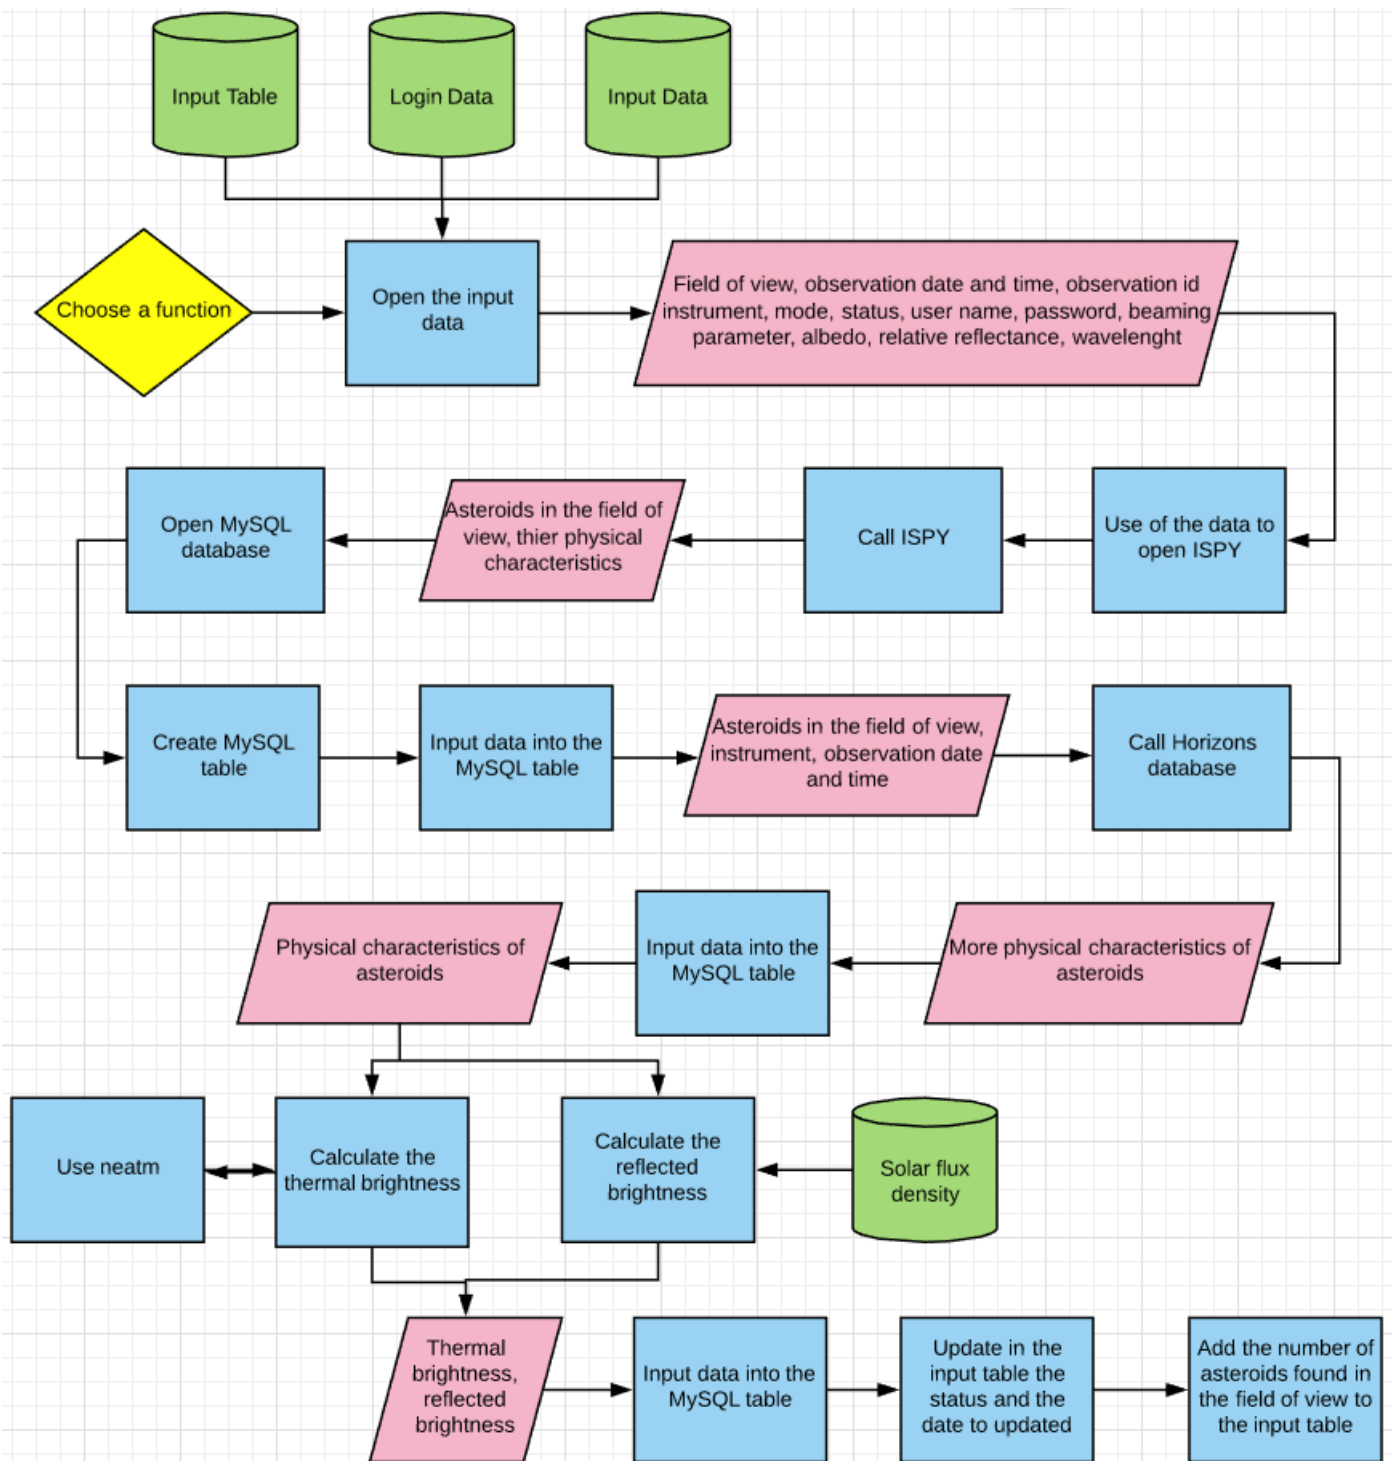 Input Table
Login Data
Input Data
Choose a function
Open the input
data
Field of view, observation date and time, observation id
instrument, mode, status, user name, password, beaming
parameter, albedo, relative reflectance, wavelenght
Open MySQL
database
Asteroids in the field of
view, thier physical
characteristics
Call ISPY
Use of the data to
open ISPY
Create MySQL
table
Input data into the
MySQL table
Asteroids in the field of view,
instrument, observation date
and time
Call Horizons
database
Physical characteristics of
asteroids
Input data into the
MySQL table
More physical characteristics of
asteroids
Use neatm
Calculate the
thermal brightness
Calculate the
reflected
brightness
Solar flux
density
Thermal
brightness,
reflected
brightness
Input data into the
MySQL table
Update in the
input table the
status and the
date to updated
Add the number of
asteroids found in
the field of view to
the input table